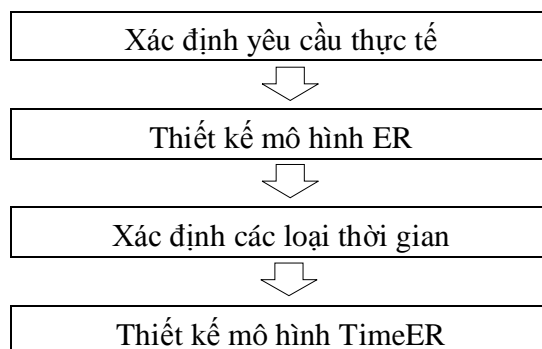 Xác định yêu cầu thực tế
Thiết kế mô hình ER
Xác định các loại thời gian
Thiết kế mô hình TimeER